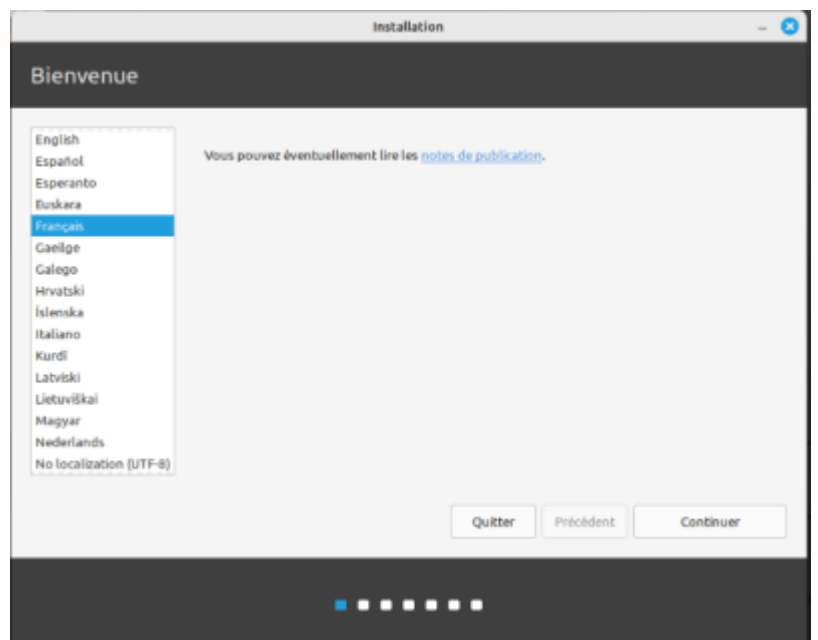 Installation
Bienvenue
English
Español
Esperanto
Euskara
Français
Gaeilge
Galego
Hrvatski
Íslenska
Italiano
Kurdî
Latviski
Lietuviškai
Magyar
Nederlands
No localization (UTF-8)
Vous pouvez éventuellement lire les notes de publication.
Quitter
Précédent
Continuer